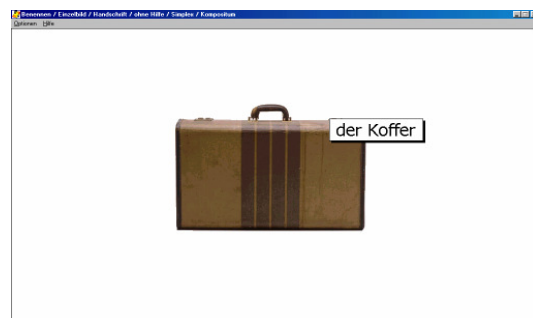 Benennen / Einzelbild / Handschrift / ohne Hilfe / Simplex / Kompositum
Optionen Hilfe
der Koffer